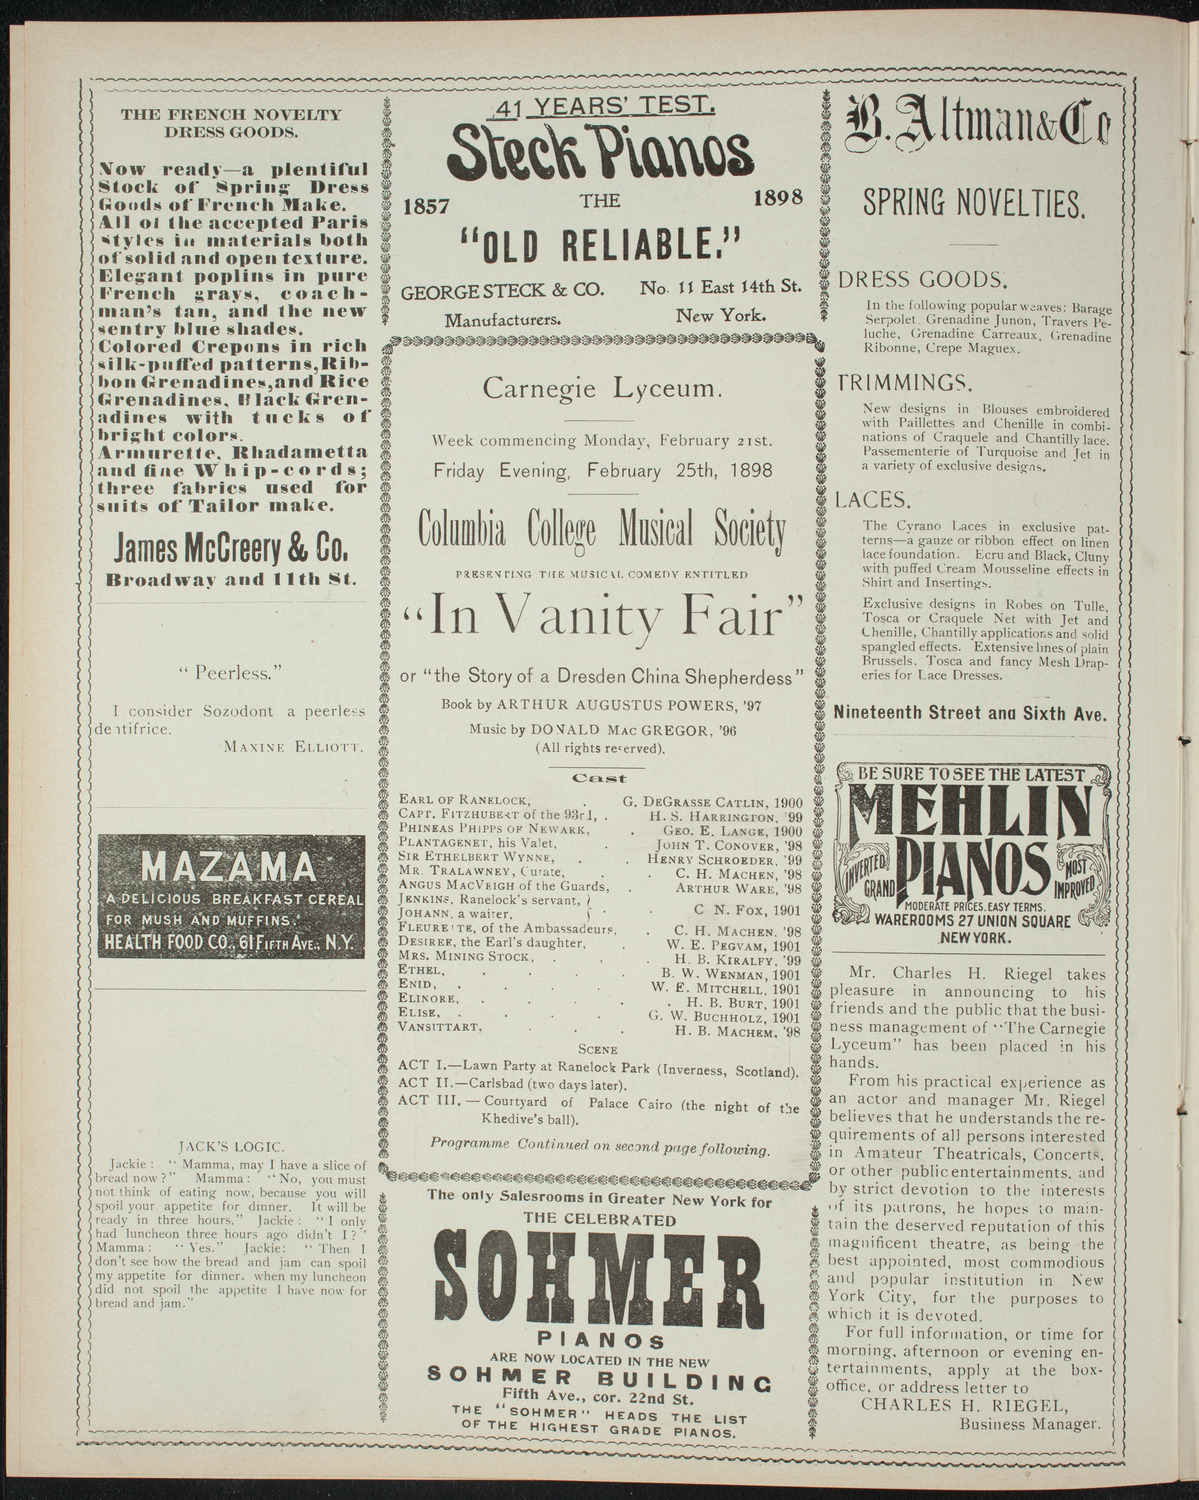 THE FRENCH NOVELTY
DRESS GOODS.
Now ready—a plentiful
Stock of Spring Dress
Goods of French Make.
All of the accepted Paris
styles in materials both
of solid and open texture.
Elegant poplins in pure
French grays, coach-
man's tan, and the new
sentry blue shades.
Colored Crepons in rich
silk-puffed patterns, Rib-
bon Grenadines, and Rice
Grenadines, Black Gren-
adines with tucks of
bright colors.
Armurette, Rhadametta
and fine Whip-cords;
three fabrics used for
suits of Tailor make.
James McCreery & Co.
Broadway and 11th St.
"Peerless."
I consider Sozodont a peerless
dentifrice.
MAXINE ELLIOTT.
MAZAMA
A DELICIOUS BREAKFAST CEREAL
FOR MUSH AND MUFFINS.
HEALTH FOOD CO., 61 FIFTH AVE., N.Y.
JACK'S LOGIC.
Jackie: "Mamma, may I have a slice of
bread now?" Mamma: "No, you must
not think of eating now, because you will
spoil your appetite for dinner. It will be
ready in three hours." Jackie: "I only
had luncheon three hours ago didn't I?"
Mamma: "Yes." Jackie: "Then I
don't see how the bread and jam can spoil
my appetite for dinner, when my luncheon
did not spoil the appetite I have now for
bread and jam."
41 YEARS' TEST.
Steck Pianos
1857 THE 1898
"OLD RELIABLE."
GEORGE STECK & CO. No. 11 East 14th St.
Manufacturers. New York.
Carnegie Lyceum.
Week commencing Monday, February 21st.
Friday Evening, February 25th, 1898
Columbia College Musical Society
PRESENTING THE MUSICAL COMEDY ENTITLED
"In Vanity Fair"
or "the Story of a Dresden China Shepherdess"
Book by ARTHUR AUGUSTUS POWERS, '97
Music by DONALD MAC GREGOR, '96
(All rights reserved).
Cast
EARL OF RANELOCK, . G. DEGRASSE CATLIN, 1900
CAPT. FITZHUBERT of the 93rd, . H. S. HARRINGTON, '99
PHINEAS PHIPPS OF NEWARK, . GEO. E. LANGE, 1900
PLANTAGENET, his Valet, . JOHN T. CONOVER, '98
SIR ETHELBERT WYNNE, . . HENRY SCHROEDER, '99
MR. TRALAWNEY, Curate, . . C. H. MACHEN, '98
ANGUS MACVEIGH of the Guards, . ARTHUR WARE, '98
JENKINS, Ranelock's servant, }
JOHANN, a waiter, } . . C N. FOX, 1901
FLEURETTE, of the Ambassadeurs, . C. H. MACHEN, '98
DESIREE, the Earl's daughter, . W. E. PEGVAM, 1901
MRS. MINING STOCK, . . . H. B. KIRALFY, '99
ETHEL, . . . . B. W. WENMAN, 1901
ENID, . . . . W. E. MITCHELL, 1901
ELINORE, . . . . H. B. BURT, 1901
ELISE, . . . . G. W. BUCHHOLZ, 1901
VANSITTART, . . . H. B. MACHEM, '98
SCENE
ACT I.—Lawn Party at Ranelock Park (Inverness, Scotland).
ACT II.—Carlsbad (two days later).
ACT III.—Courtyard of Palace Cairo (the night of the
Khedive's ball).
Programme Continued on second page following.
The only Salesrooms in Greater New York for
THE CELEBRATED
SOHMER
PIANOS
ARE NOW LOCATED IN THE NEW
SOHMER BUILDING
Fifth Ave., cor. 22nd St.
THE "SOHMER" HEADS THE LIST
OF THE HIGHEST GRADE PIANOS.
B. Altman & Co
SPRING NOVELTIES.
DRESS GOODS.
In the following popular weaves: Barage
Serpolet, Grenadine Junon, Travers Pe-
luche, Grenadine Carreaux, Grenadine
Ribonne, Crepe Maguex.
TRIMMINGS.
New designs in Blouses embroidered
with Paillettes and Chenille in combi-
nations of Craquele and Chantilly lace.
Passementerie of Turquoise and Jet in
a variety of exclusive designs.
LACES.
The Cyrano Laces in exclusive pat-
terns—a gauze or ribbon effect on linen
lace foundation. Ecru and Black, Cluny
with puffed Cream Mousseline effects in
Shirt and Insertings.
Exclusive designs in Robes on Tulle,
Tosca or Craquele Net with Jet and
Chenille, Chantilly applications and solid
spangled effects. Extensive lines of plain
Brussels, Tosca and fancy Mesh Drap-
eries for Lace Dresses.
Nineteenth Street and Sixth Ave.
BE SURE TO SEE THE LATEST
MEHLIN
INVERTED GRAND PIANOS MOST IMPROVED
MODERATE PRICES. EASY TERMS.
WAREROOMS 27 UNION SQUARE
NEW YORK.
Mr. Charles H. Riegel takes
pleasure in announcing to his
friends and the public that the busi-
ness management of "The Carnegie
Lyceum" has been placed in his
hands.
From his practical experience as
an actor and manager Mr. Riegel
believes that he understands the re-
quirements of all persons interested
in Amateur Theatricals, Concerts,
or other public entertainments, and
by strict devotion to the interests
of its patrons, he hopes to main-
tain the deserved reputation of this
magnificent theatre, as being the
best appointed, most commodious
and popular institution in New
York City, for the purposes to
which it is devoted.
For full information, or time for
morning, afternoon or evening en-
tertainments, apply at the box-
office, or address letter to
CHARLES H. RIEGEL,
Business Manager.